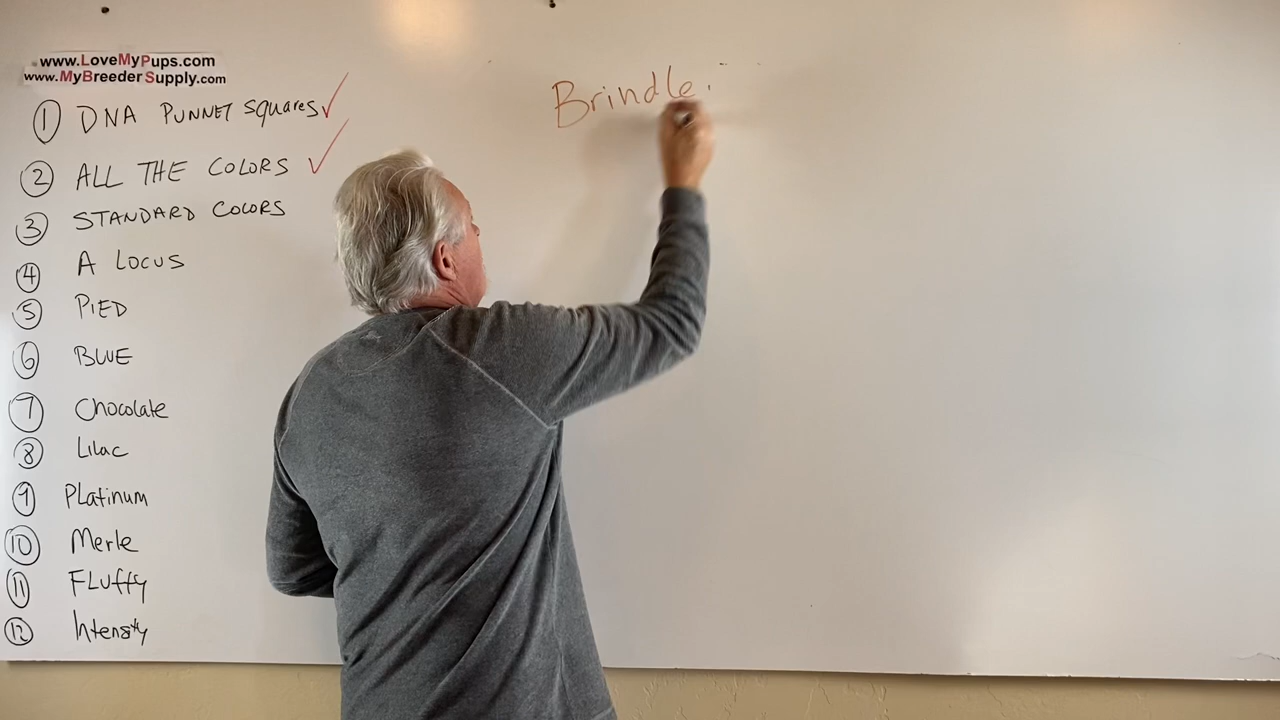 www.LoveMyPups.com
www.MyBreederSupply.com
① DNA PUNNET Squares ✓
② ALL THE COLORS ✓
③ STANDARD COLORS
④ A LOCUS
⑤ PIED
⑥ BLUE
⑦ Chocolate
⑧ Lilac
⑨ Platinum
⑩ Merle
⑪ FLuffy
⑫ Intensity
Brindle